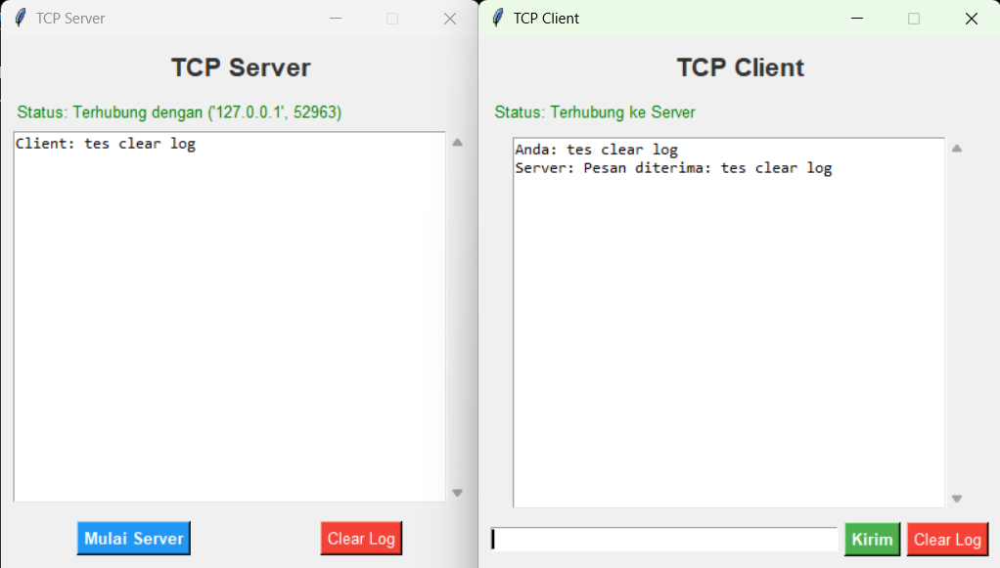 TCP Server
TCP Server
Status: Terhubung dengan ('127.0.0.1', 52963)
Client: tes clear log
Mulai Server
Clear Log
TCP Client
TCP Client
Status: Terhubung ke Server
Anda: tes clear log
Server: Pesan diterima: tes clear log
Kirim
Clear Log